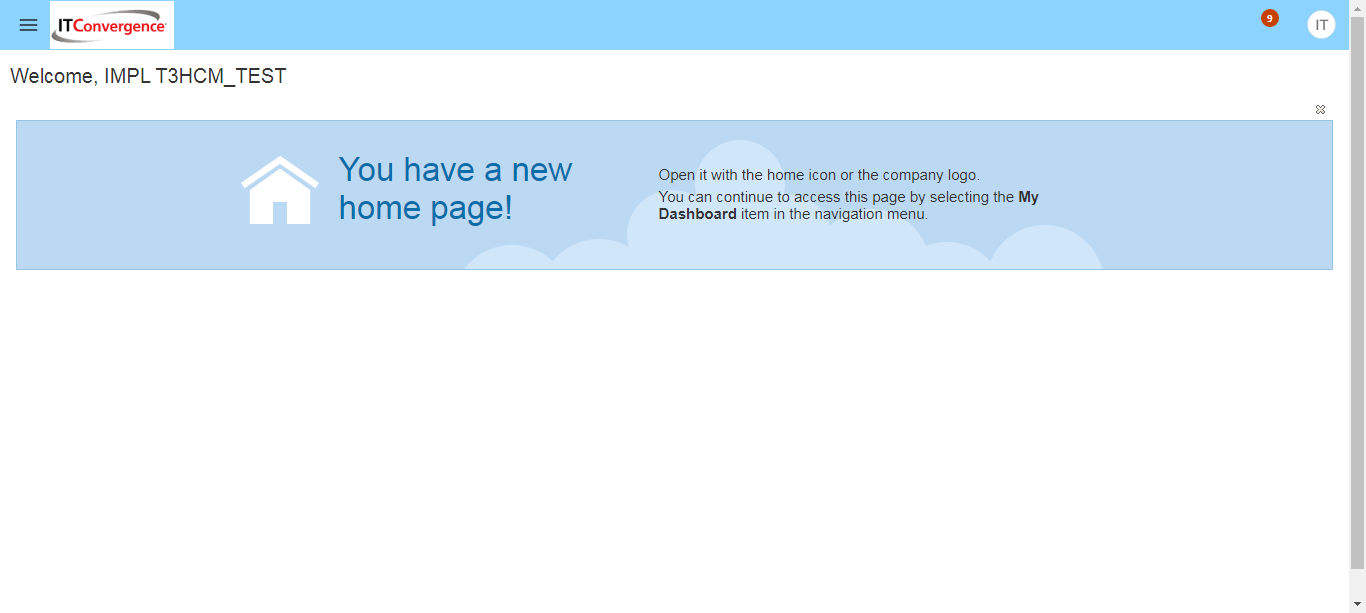 ITConvergence
9
IT
Welcome, IMPL T3HCM_TEST
You have a new
home page!
Open it with the home icon or the company logo.
You can continue to access this page by selecting the My
Dashboard item in the navigation menu.